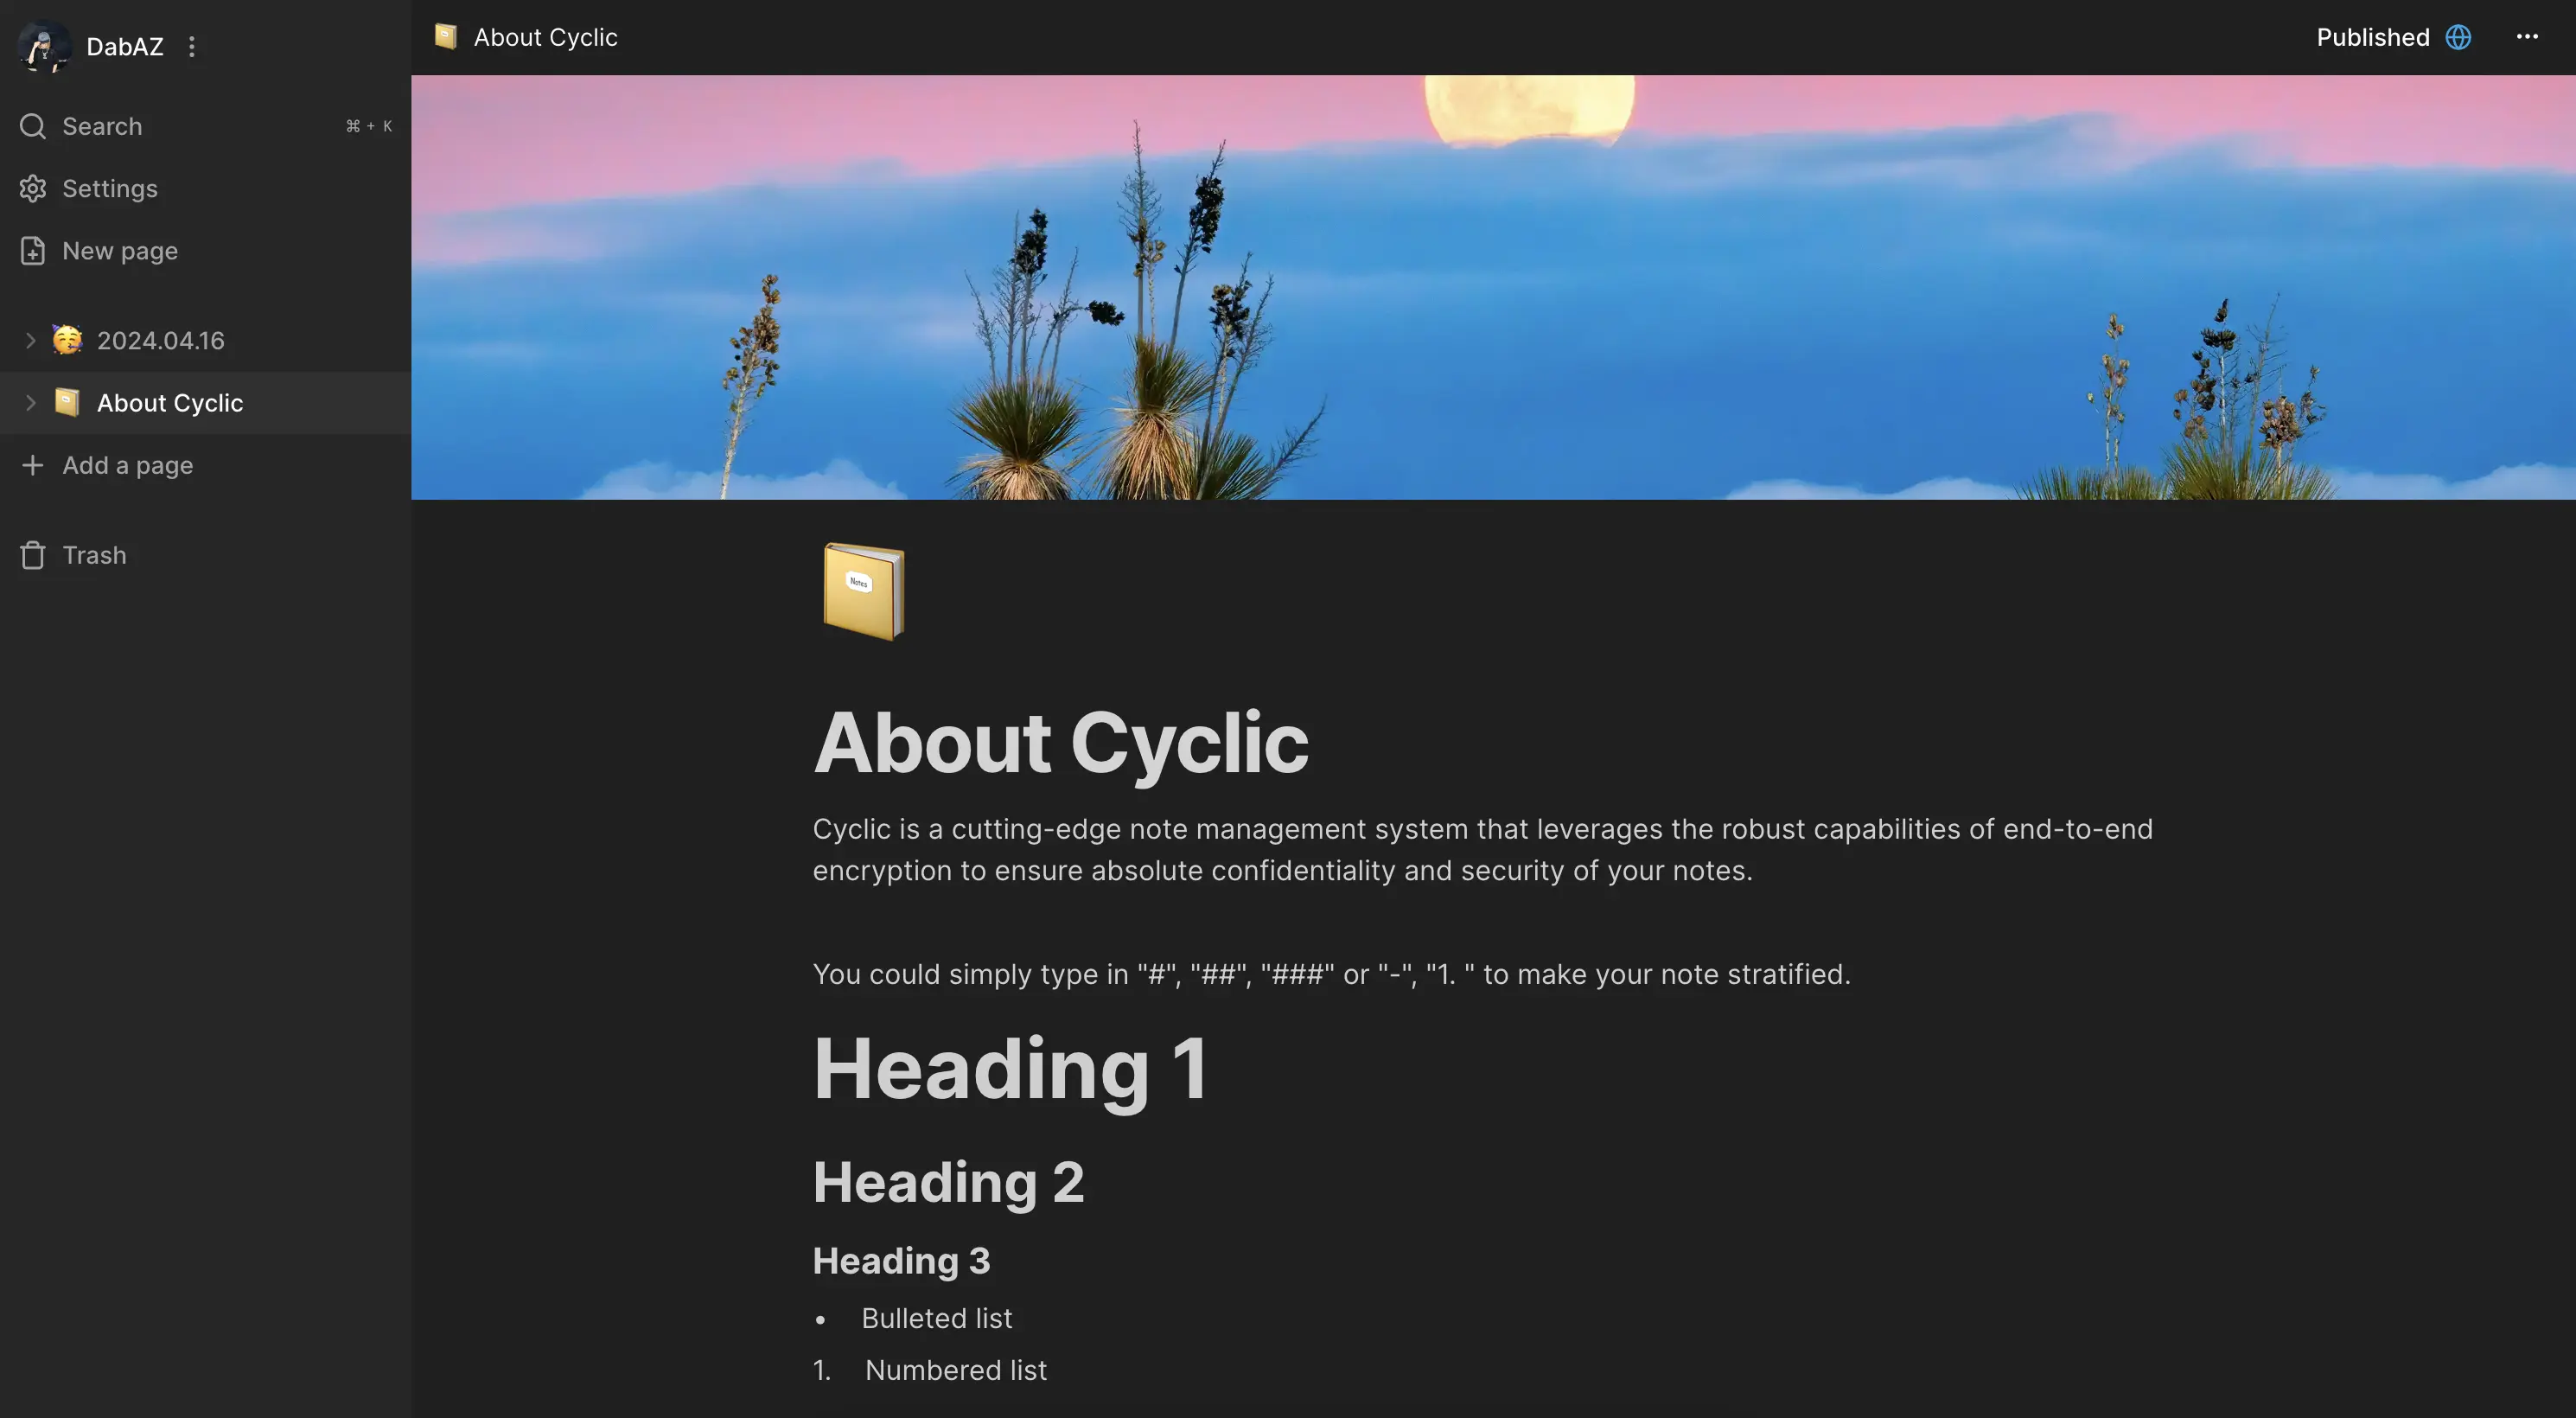 DabAZ
Search ⌘ + K
Settings
New page
2024.04.16
About Cyclic
Add a page
Trash
About Cyclic
Published
Notes
About Cyclic
Cyclic is a cutting-edge note management system that leverages the robust capabilities of end-to-end
encryption to ensure absolute confidentiality and security of your notes.
You could simply type in "#", "##", "###" or "-", "1. " to make your note stratified.
Heading 1
Heading 2
Heading 3
• Bulleted list
1. Numbered list